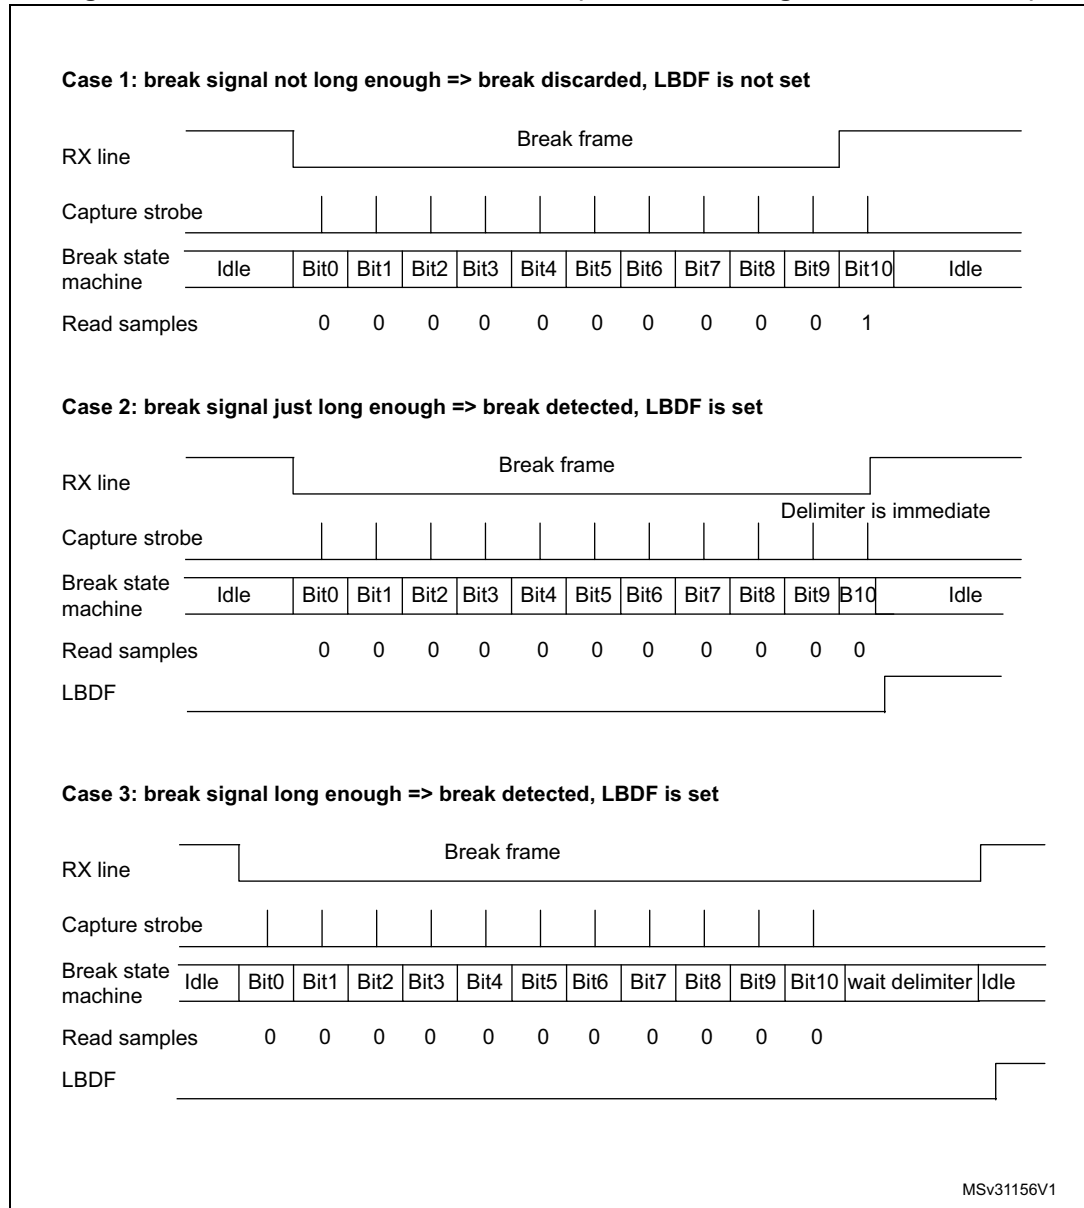 Case 1: break signal not long enough => break discarded, LBDF is not set
Break frame
RX line
Capture strobe
Break state machine Idle Bit0 Bit1 Bit2 Bit3 Bit4 Bit5 Bit6 Bit7 Bit8 Bit9 Bit10 Idle
Read samples 0 0 0 0 0 0 0 0 0 0 1
Case 2: break signal just long enough => break detected, LBDF is set
Break frame
RX line
Delimiter is immediate
Capture strobe
Break state machine Idle Bit0 Bit1 Bit2 Bit3 Bit4 Bit5 Bit6 Bit7 Bit8 Bit9 B10 Idle
Read samples 0 0 0 0 0 0 0 0 0 0 0
LBDF
Case 3: break signal long enough => break detected, LBDF is set
Break frame
RX line
Capture strobe
Break state machine Idle Bit0 Bit1 Bit2 Bit3 Bit4 Bit5 Bit6 Bit7 Bit8 Bit9 Bit10 wait delimiter Idle
Read samples 0 0 0 0 0 0 0 0 0 0 0
LBDF
MSv31156V1